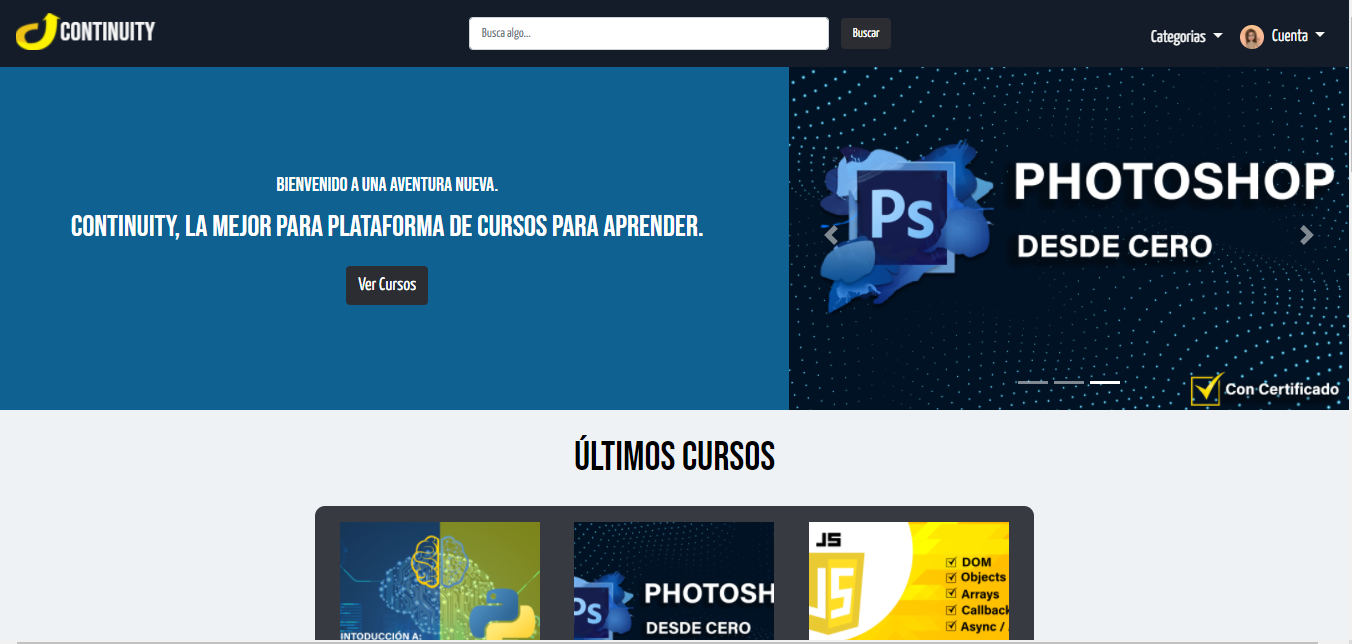 CONTINUITY
Busca algo...
Buscar
Categorias
Cuenta
BIENVENIDO A UNA AVENTURA NUEVA.
CONTINUITY, LA MEJOR PARA PLATAFORMA DE CURSOS PARA APRENDER.
Ver Cursos
Ps
PHOTOSHOP
DESDE CERO
Con Certificado
ÚLTIMOS CURSOS
INTODUCCIÓN A:
Ps
PHOTOSH
DESDE CERO
JS
JS
DOM
Objects
Arrays
Callback
Async /